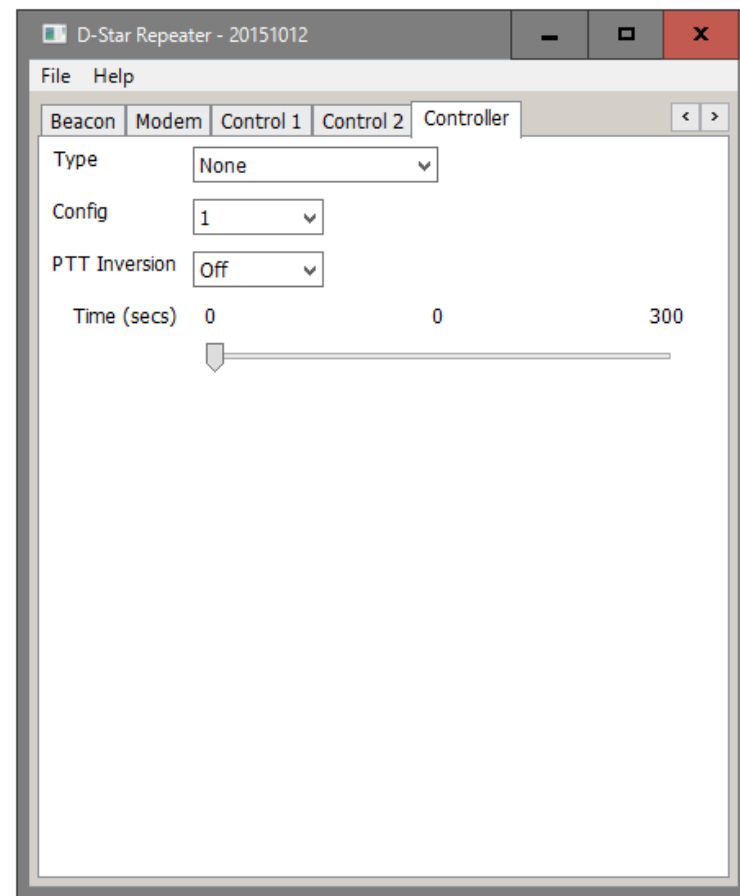 D-Star Repeater - 20151012
File Help
Beacon Modem Control 1 Control 2 Controller
Type None
Config 1
PTT Inversion Off
Time (secs) 0 0 300